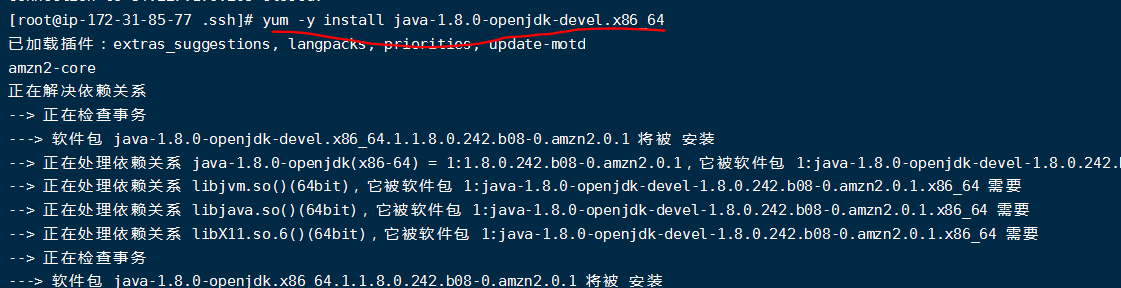 [root@ip-172-31-85-77 .ssh]# yum -y install java-1.8.0-openjdk-devel.x86_64
已加载插件：extras_suggestions, langpacks, priorities, update-motd
amzn2-core
正在解决依赖关系
--> 正在检查事务
---> 软件包 java-1.8.0-openjdk-devel.x86_64.1.1.8.0.242.b08-0.amzn2.0.1 将被 安装
--> 正在处理依赖关系 java-1.8.0-openjdk(x86-64) = 1:1.8.0.242.b08-0.amzn2.0.1，它被软件包 1:java-1.8.0-openjdk-devel-1.8.0.242.b
--> 正在处理依赖关系 libjvm.so()(64bit)，它被软件包 1:java-1.8.0-openjdk-devel-1.8.0.242.b08-0.amzn2.0.1.x86_64 需要
--> 正在处理依赖关系 libjava.so()(64bit)，它被软件包 1:java-1.8.0-openjdk-devel-1.8.0.242.b08-0.amzn2.0.1.x86_64 需要
--> 正在处理依赖关系 libX11.so.6()(64bit)，它被软件包 1:java-1.8.0-openjdk-devel-1.8.0.242.b08-0.amzn2.0.1.x86_64 需要
--> 正在检查事务
---> 软件包 java-1.8.0-openjdk.x86_64.1.1.8.0.242.b08-0.amzn2.0.1 将被 安装